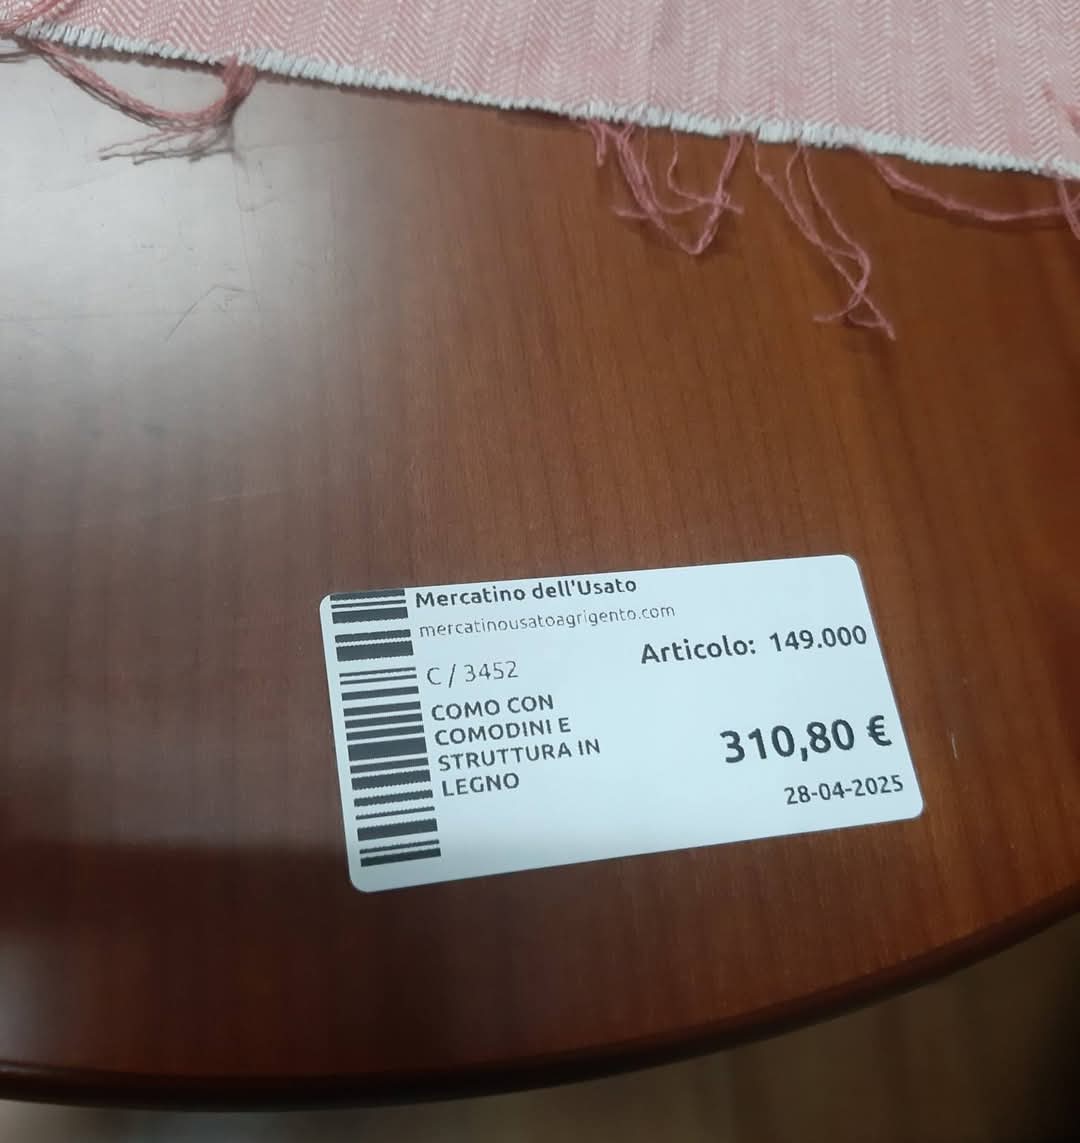 Mercatino dell'Usato
mercatinousatoagrigento.com
Articolo: 149.000
C / 3452
COMO CON
COMODINI E
STRUTTURA IN
LEGNO
310,80 €
28-04-2025